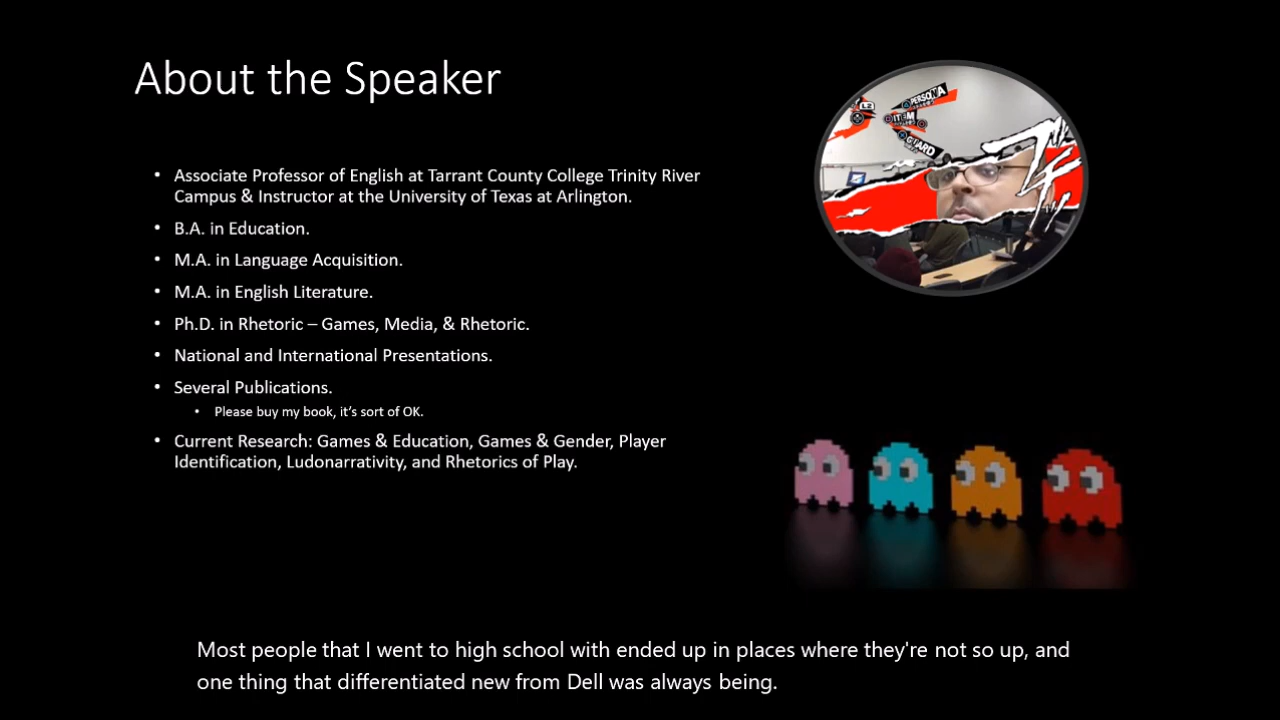 About the Speaker
• Associate Professor of English at Tarrant County College Trinity River
Campus & Instructor at the University of Texas at Arlington.
• B.A. in Education.
• M.A. in Language Acquisition.
• M.A. in English Literature.
• Ph.D. in Rhetoric – Games, Media, & Rhetoric.
• National and International Presentations.
• Several Publications.
• Please buy my book, it's sort of OK.
• Current Research: Games & Education, Games & Gender, Player
Identification, Ludonarrativity, and Rhetorics of Play.
L2
PERSONA
ITEM
GUARD
Most people that I went to high school with ended up in places where they're not so up, and
one thing that differentiated new from Dell was always being.